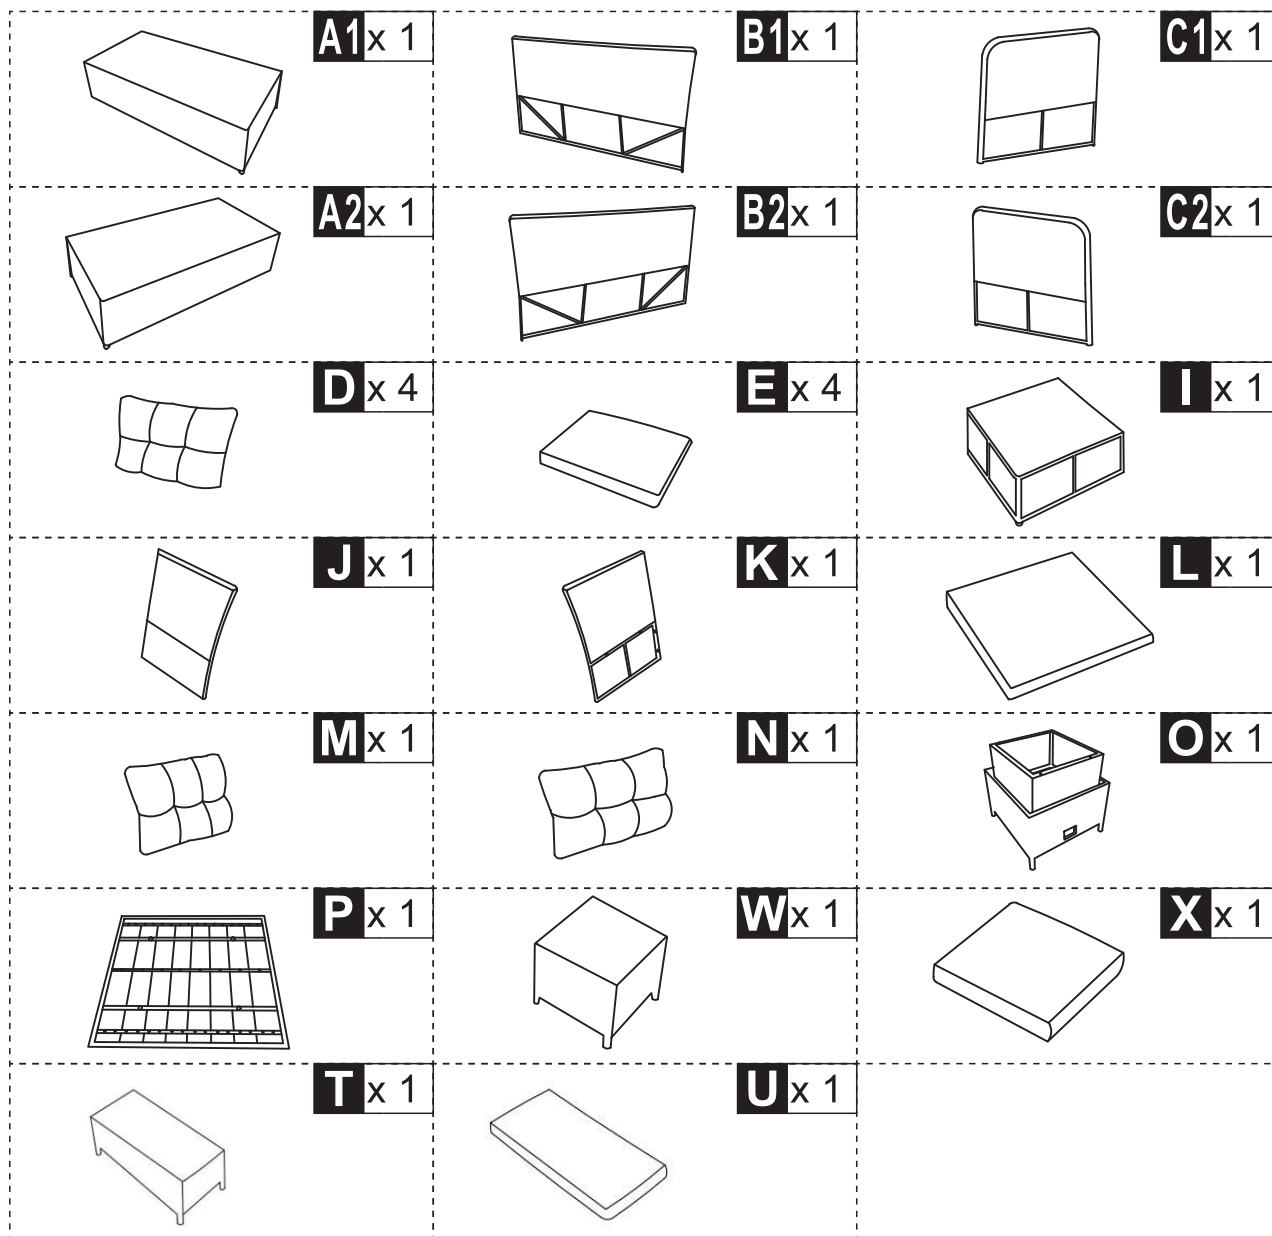 A1 x 1
B1 x 1
C1 x 1
A2 x 1
B2 x 1
C2 x 1
D x 4
E x 4
I x 1
J x 1
K x 1
L x 1
M x 1
N x 1
O x 1
P x 1
W x 1
X x 1
T x 1
U x 1